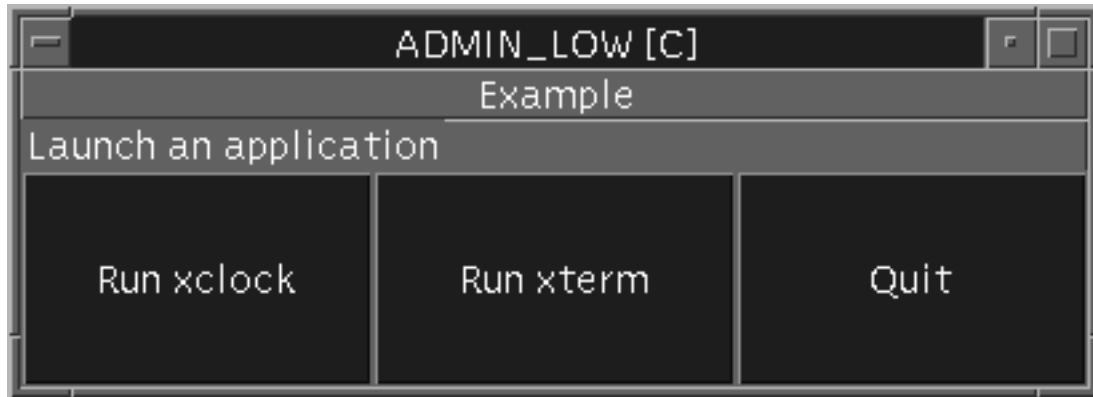 ADMIN_LOW [C]
Example
Launch an application
Run xclock Run xterm Quit